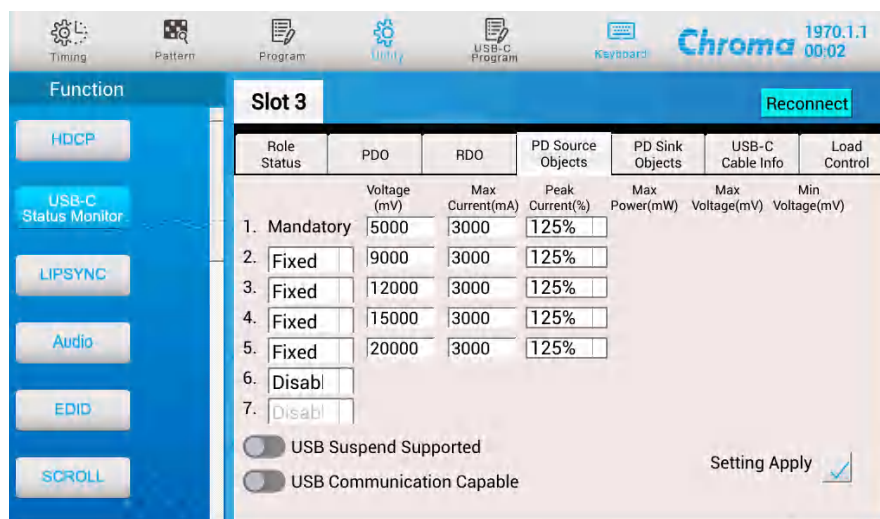 Timing Pattern Program Utility USB-C Program Keyboard Chroma 1970.1.1 00:02
Function
HDCP
USB-C Status Monitor
LIPSYNC
Audio
EDID
SCROLL
Slot 3 Reconnect
Role Status PDO RDO PD Source Objects PD Sink Objects USB-C Cable Info Load Control
Voltage (mV) Max Current(mA) Peak Current(%) Max Power(mW) Max Voltage(mV) Min Voltage(mV)
1. Mandatory 5000 3000 125%
2. Fixed 9000 3000 125%
3. Fixed 12000 3000 125%
4. Fixed 15000 3000 125%
5. Fixed 20000 3000 125%
6. Disabl
7. Disabl
USB Suspend Supported
USB Communication Capable
Setting Apply